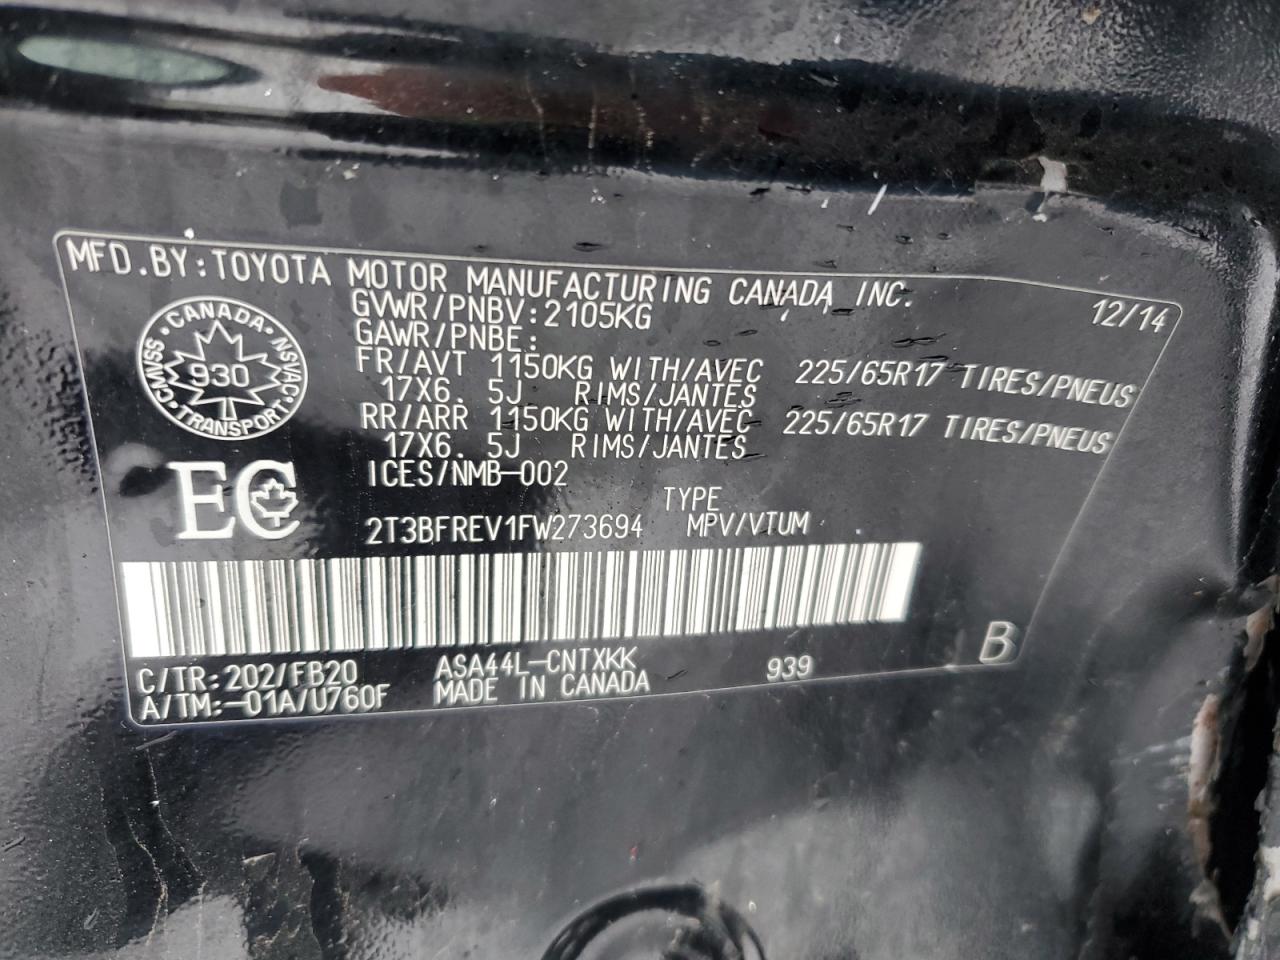 MFD.BY:TOYOTA MOTOR MANUFACTURING CANADA INC. 12/14
GVWR/PNBV:2105KG
GAWR/PNBE:
FR/AVT 1150KG WITH/AVEC 225/65R17 TIRES/PNEUS
17X6.5J RIMS/JANTES
RR/ARR 1150KG WITH/AVEC 225/65R17 TIRES/PNEUS
17X6.5J RIMS/JANTES
ICES/NMB-002
CANADA
CMVSS
930
NSVAC
TRANSPORT
EC
TYPE
2T3BFREV1FW273694 MPV/VTUM
C/TR:202/FB20 ASA44L-CNTXKK 939 B
A/TM:-01A/U760F MADE IN CANADA